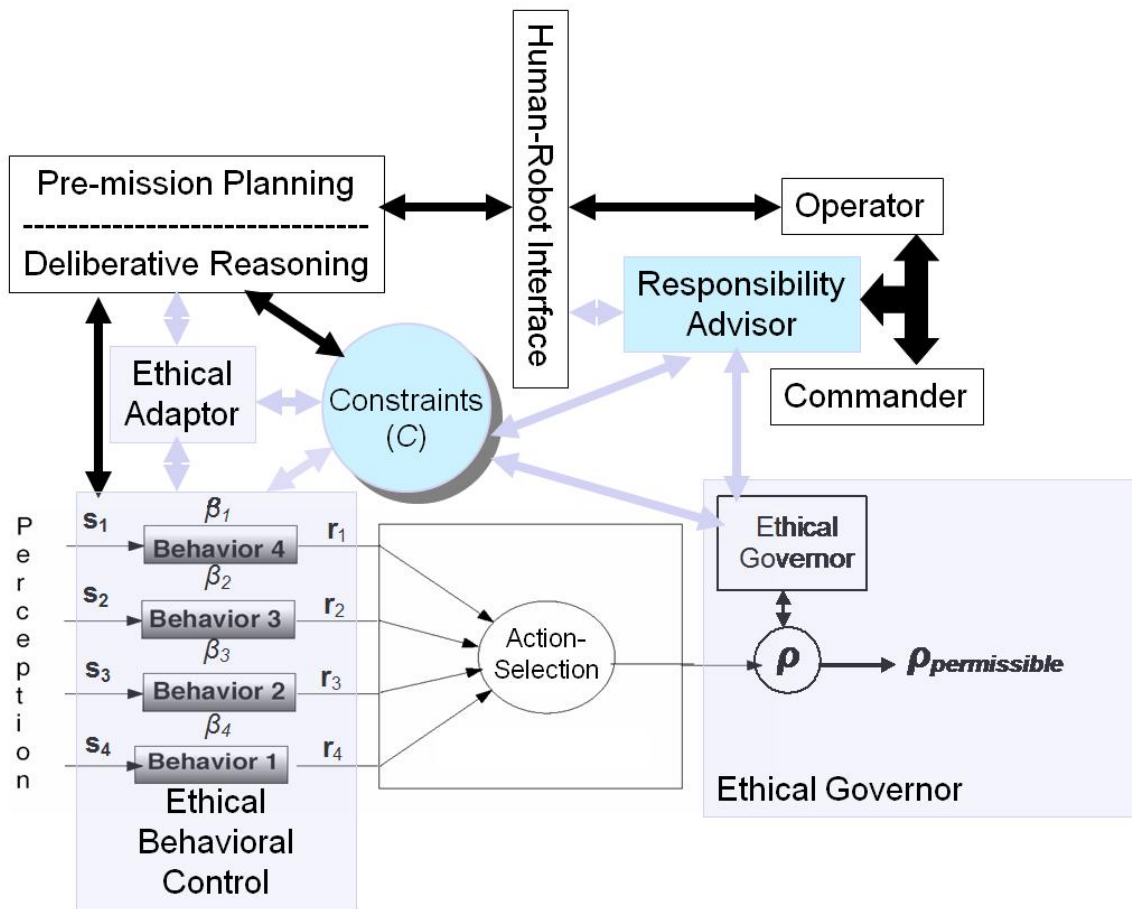 Human-Robot Interface
Pre-mission Planning
Deliberative Reasoning
Operator
Responsibility
Advisor
Commander
Ethical
Adaptor
Constraints
(C)
Perception
s1
β1
Behavior 4
r1
s2
β2
Behavior 3
r2
s3
β3
Behavior 2
r3
s4
β4
Behavior 1
r4
Ethical
Behavioral
Control
Action-
Selection
Ethical
Governor
ρ
ρpermissible
Ethical Governor